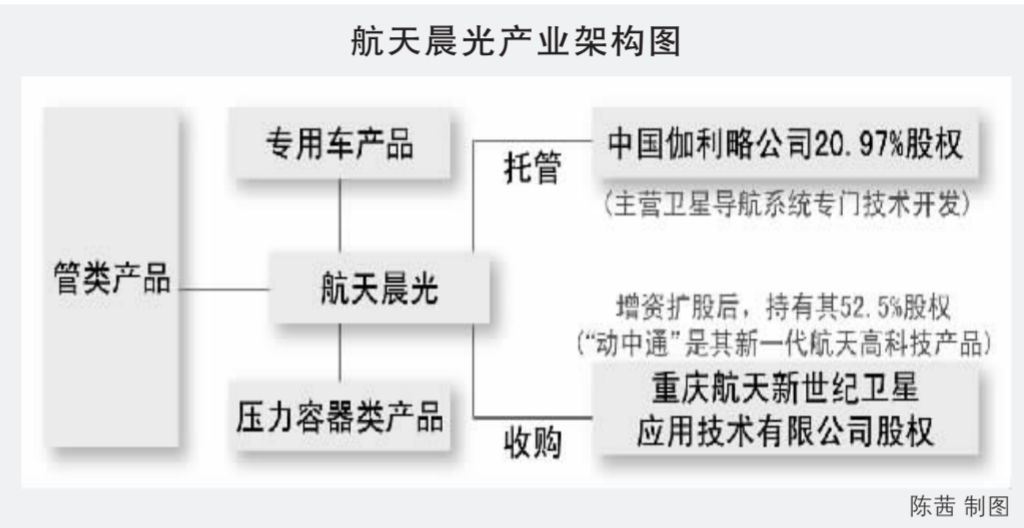 航天晨光产业架构图
专用车产品
中国伽利略公司20.97%股权
托管
(主营卫星导航系统专门技术开发)
管类产品
航天晨光
增资扩股后，持有其52.5%股权
(“动中通”是其新一代航天高科技产品)
压力容器类产品
重庆航天新世纪卫星
应用技术有限公司股权
收购
陈茜 制图